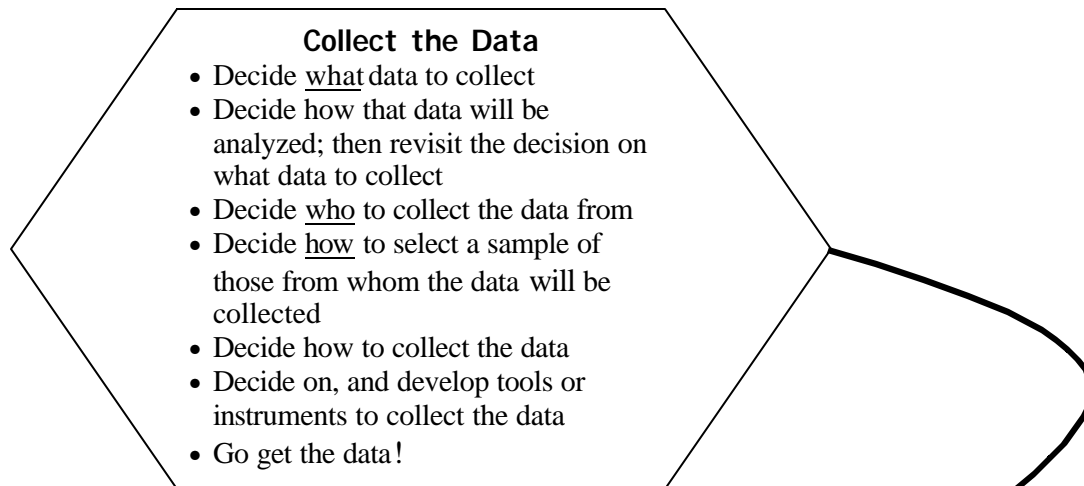 Collect the Data
• Decide what data to collect
• Decide how that data will be
analyzed; then revisit the decision on
what data to collect
• Decide who to collect the data from
• Decide how to select a sample of
those from whom the data will be
collected
• Decide how to collect the data
• Decide on, and develop tools or
instruments to collect the data
• Go get the data!